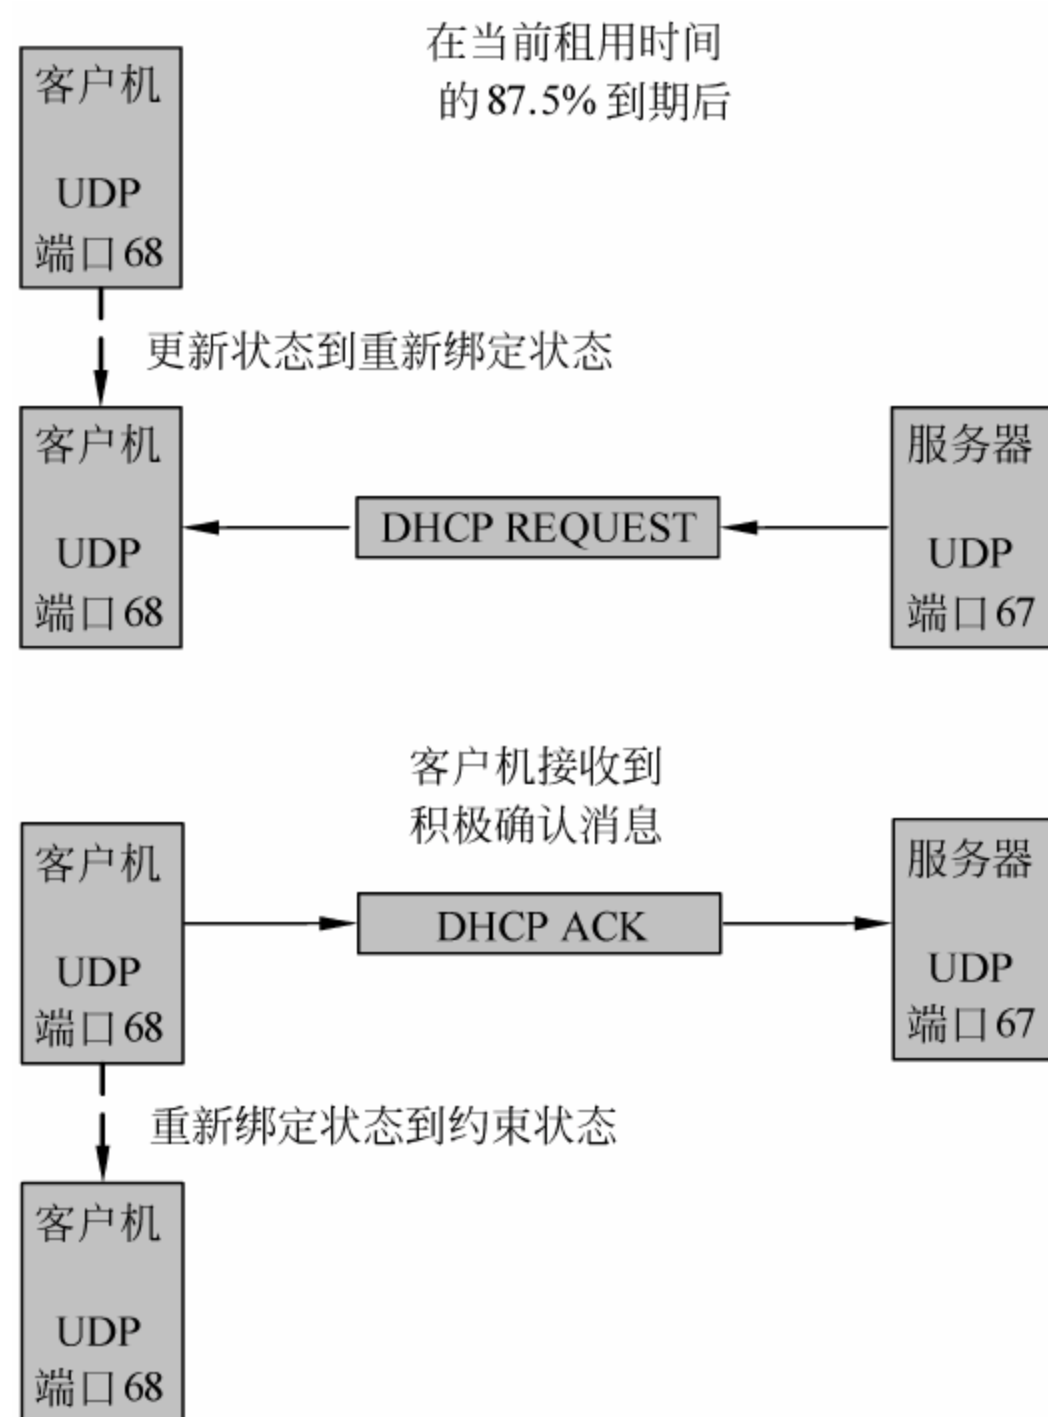 在当前租用时间
的87.5%到期后
客户机
UDP
端口68
更新状态到重新绑定状态
客户机
UDP
端口68
DHCP REQUEST
服务器
UDP
端口67
客户机接收到
积极确认消息
客户机
UDP
端口68
DHCP ACK
服务器
UDP
端口67
重新绑定状态到约束状态
客户机
UDP
端口68